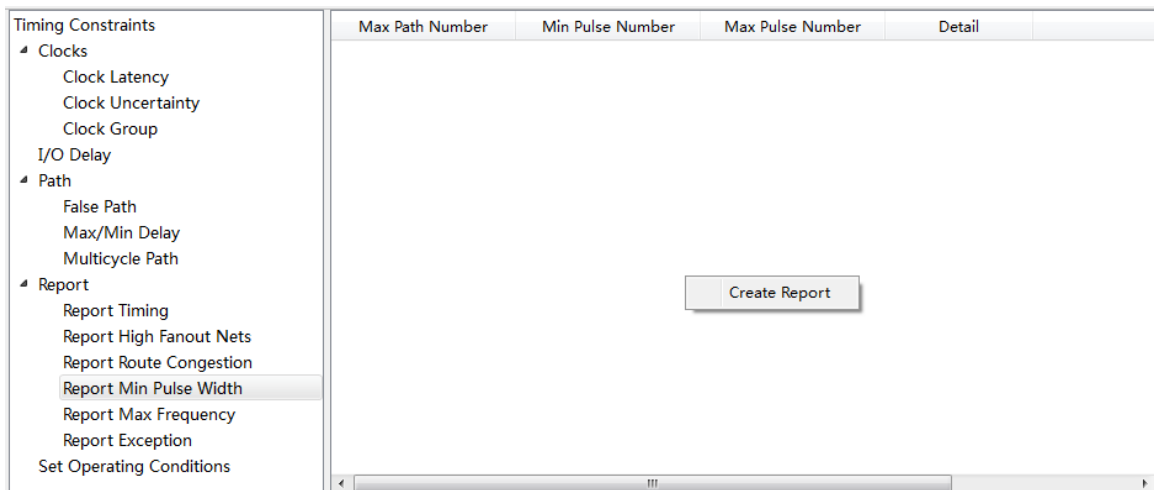 Timing Constraints
Clocks
Clock Latency
Clock Uncertainty
Clock Group
I/O Delay
Path
False Path
Max/Min Delay
Multicycle Path
Report
Report Timing
Report High Fanout Nets
Report Route Congestion
Report Min Pulse Width
Report Max Frequency
Report Exception
Set Operating Conditions
Max Path Number Min Pulse Number Max Pulse Number Detail
Create Report